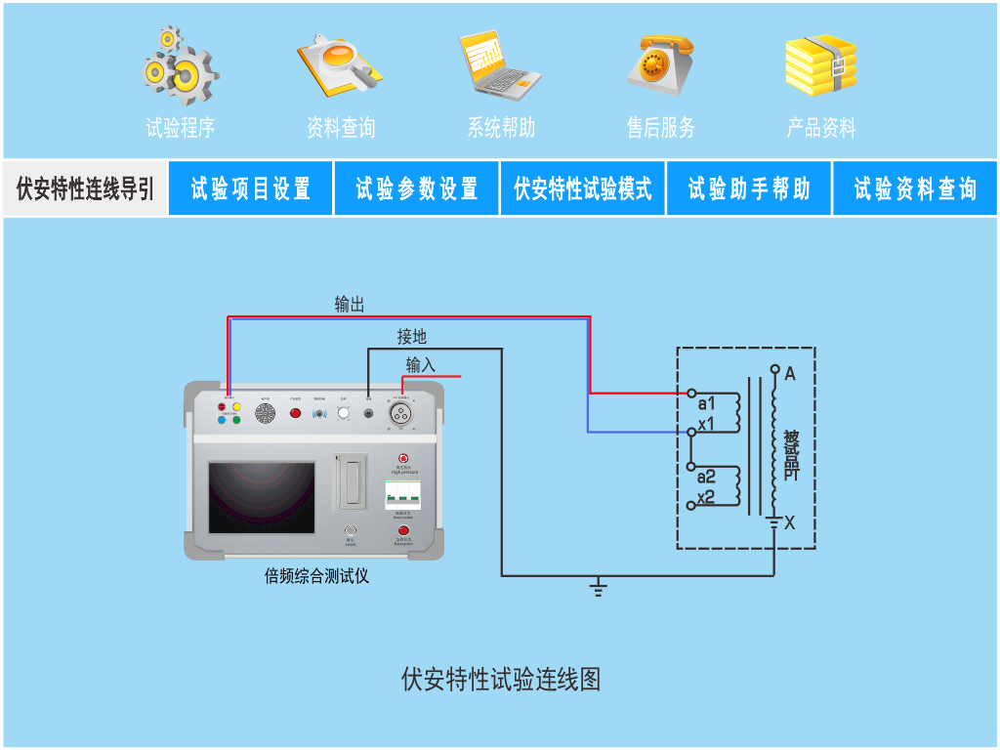 试验程序
资料查询
系统帮助
售后服务
产品资料
伏安特性连线导引
试验项目设置
试验参数设置
伏安特性试验模式
试验助手帮助
试验资料查询
输出
接地
输入
A
a1
x1
被试品PT
a2
x2
X
High pressure
倍频综合测试仪
伏安特性试验连线图